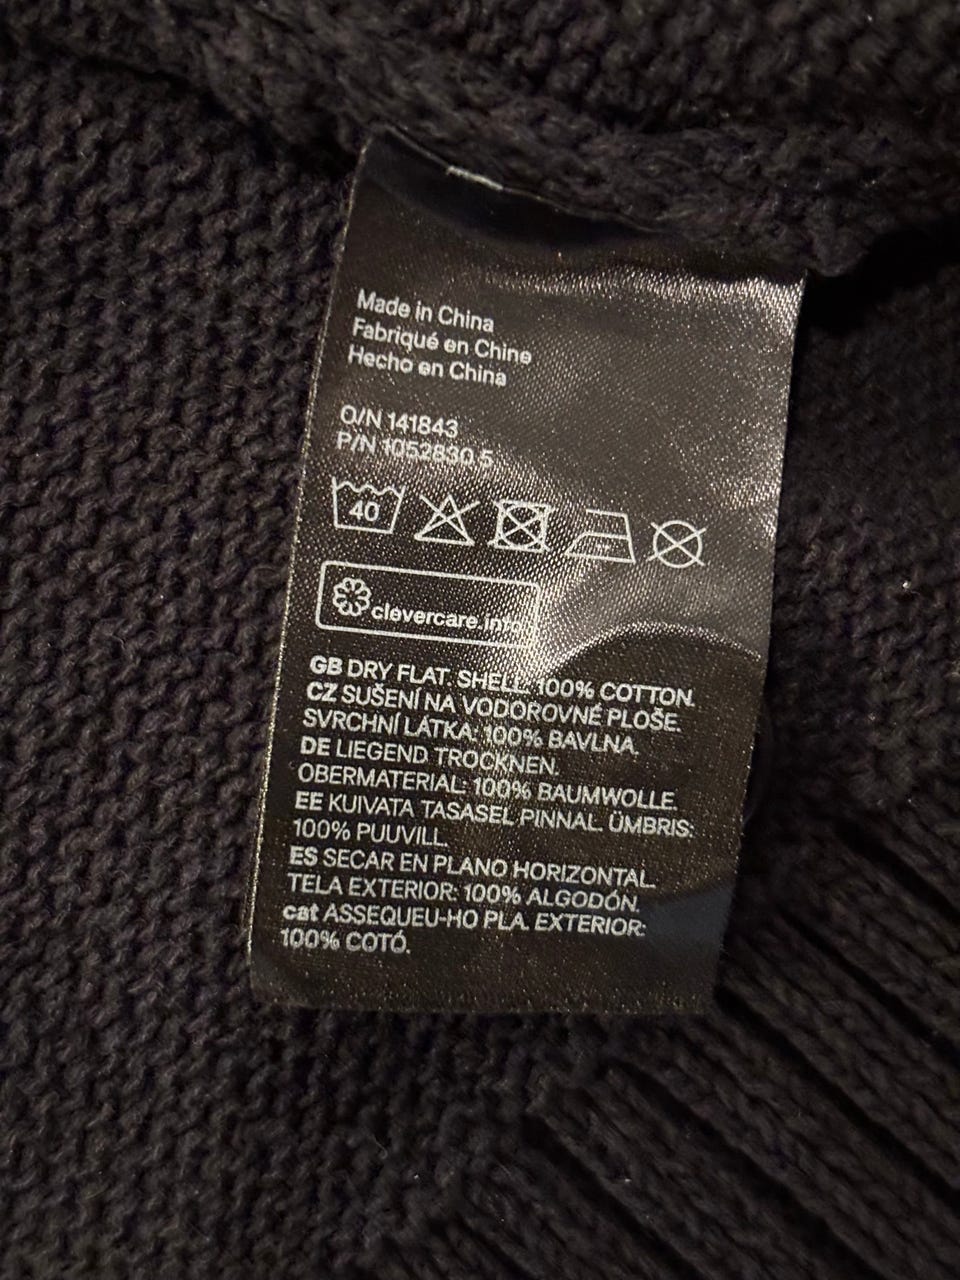 Made in China
Fabriqué en Chine
Hecho en China
O/N 141843
P/N 1052830.5
40
clevercare.info
GB DRY FLAT. SHELL: 100% COTTON.
CZ SUŠENÍ NA VODOROVNÉ PLOŠE.
SVRCHNÍ LÁTKA: 100% BAVLNA.
DE LIEGEND TROCKNEN.
OBERMATERIAL: 100% BAUMWOLLE.
EE KUIVATA TASASEL PINNAL. ÜMBRIS:
100% PUUVILL.
ES SECAR EN PLANO HORIZONTAL.
TELA EXTERIOR: 100% ALGODÓN.
cat ASSEQUEU-HO PLA. EXTERIOR:
100% COTÓ.